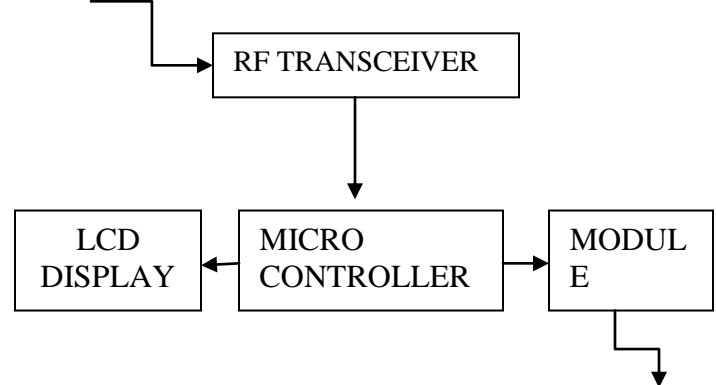 RF TRANSCEIVER
LCD
DISPLAY
MICRO
CONTROLLER
MODUL
E